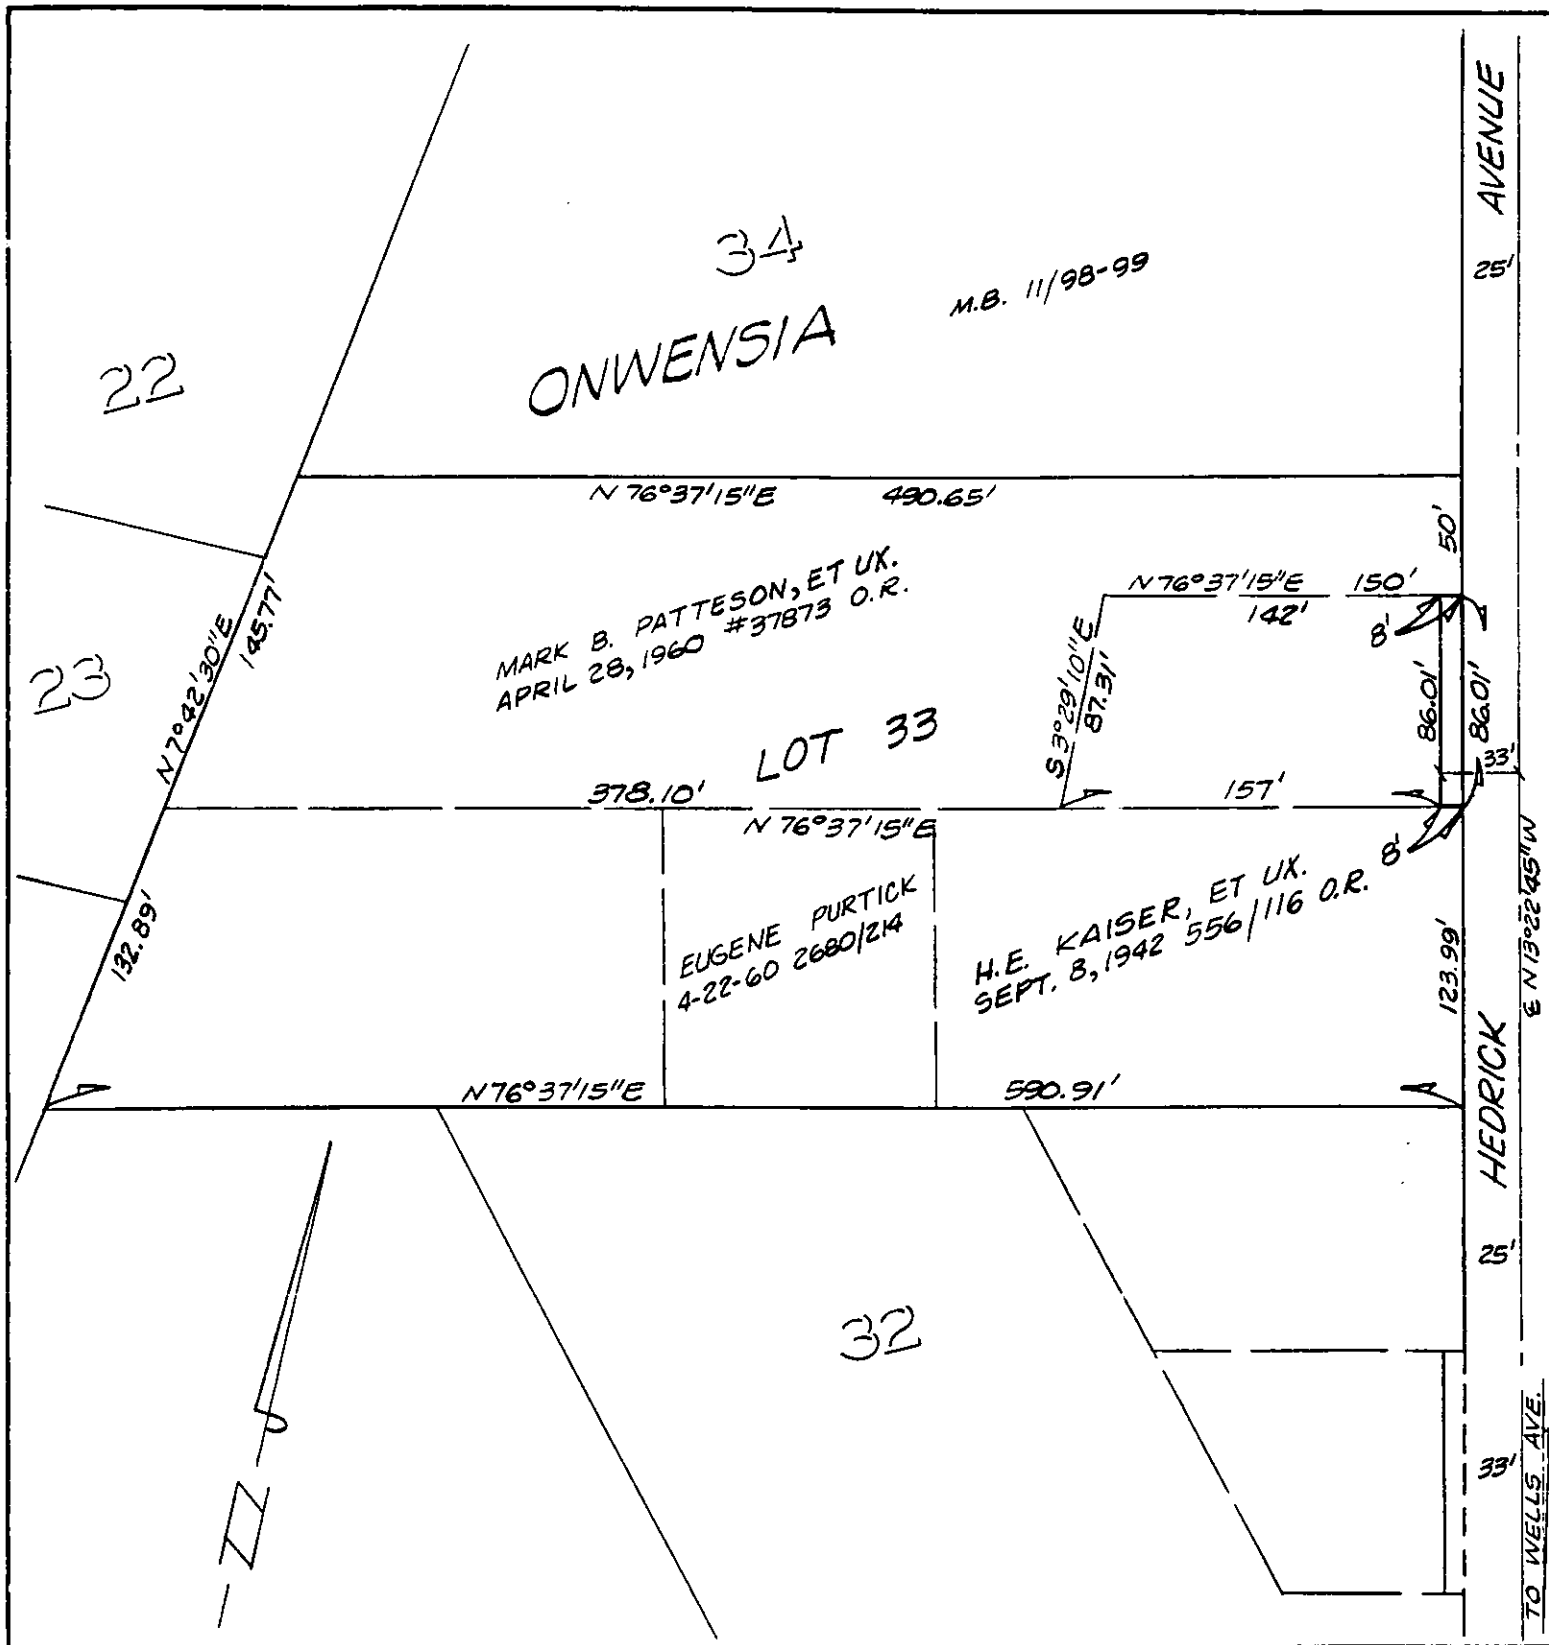 AVENUE
25'
34
ONWENSIA
M.B. 11/98-99
22
N 76°37'15"E 490.65'
50'
MARK B. PATTESON, ET UX.
APRIL 28, 1960 #37873 O.R.
N 76°37'15"E 150'
142'
8'
23
N 7°42'30"E
145.77'
S 3°29'10"E
87.31'
86.01'
86.01'
LOT 33
33'
378.10'
157'
N 76°37'15"E
8'
EUGENE PURTICK
4-22-60 2680/214
H.E. KAISER, ET UX.
SEPT. 8, 1942 556/116 O.R.
132.89'
123.99'
N 13°22'45"W
N 76°37'15"E
590.91'
HEDRICK
25'
32
33'
N
TO WELLS AVE.